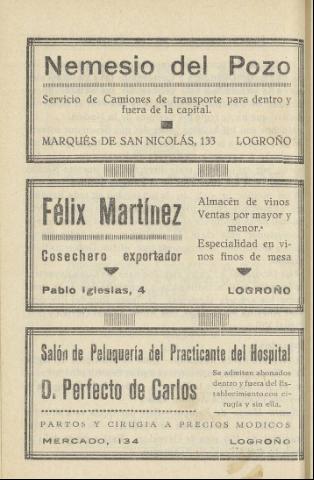 Nemesio del Pozo
Servicio de Camiones de transporte para dentro y
fuera de la capital.
MARQUÉS DE SAN NICOLÁS, 133 LOGROÑO
Félix Martínez
Cosechero exportador
Almacén de vinos
Ventas por mayor y
menor.
Especialidad en vi-
nos finos de mesa
Pablo Iglesias, 4 LOGROÑO
Salón de Peluquería del Practicante del Hospital
D. Perfecto de Carlos
Se admiten abonados
dentro y fuera del Es-
tablecimiento con ci-
rugía y sin ella.
PARTOS Y CIRUGIA A PRECIOS MODICOS
MERCADO, 134 LOGROÑO